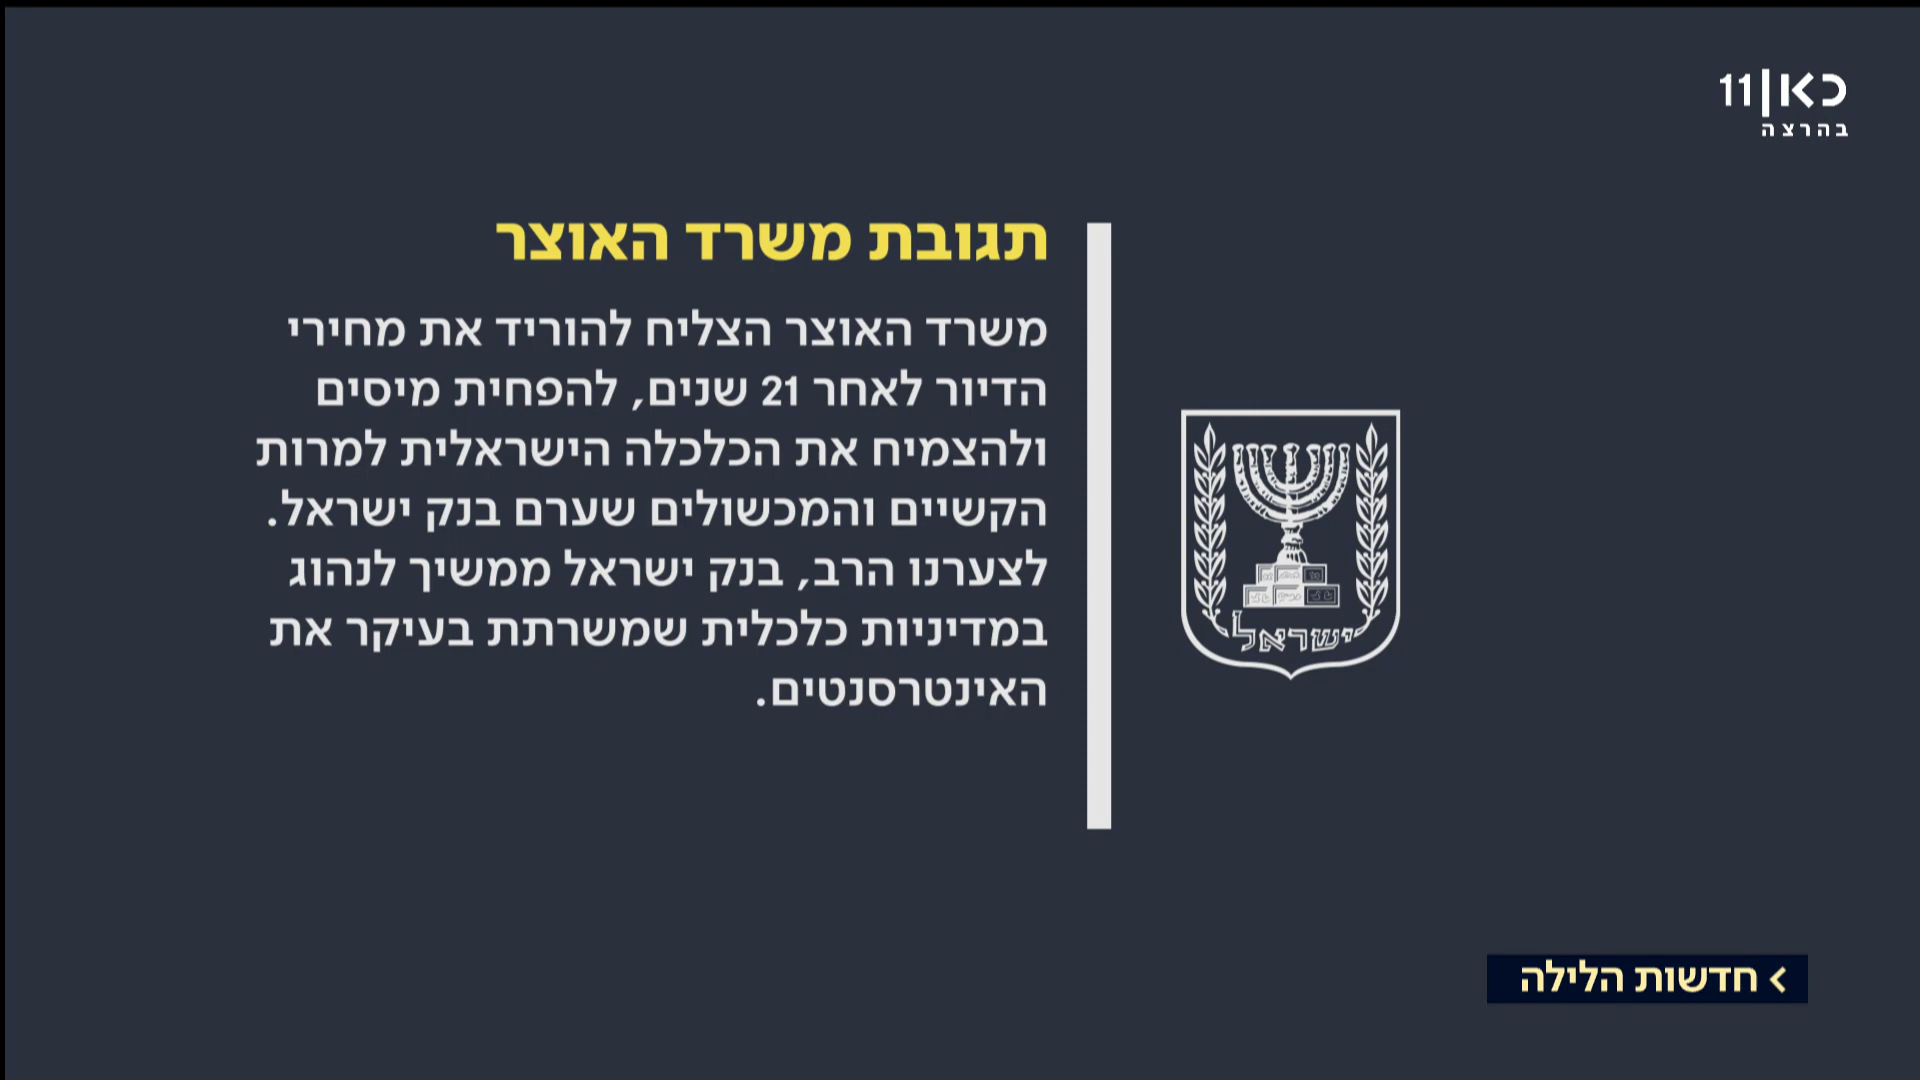 כאן 11
בהרצה
תגובת משרד האוצר
משרד האוצר הצליח להוריד את מחירי
הדיור לאחר 21 שנים, להפחית מיסים
ולהצמיח את הכלכלה הישראלית למרות
הקשיים והמכשולים שערם בנק ישראל.
לצערנו הרב, בנק ישראל ממשיך לנהוג
במדיניות כלכלית שמשרתת בעיקר את
האינטרסנטים.
ישראל
חדשות הלילה